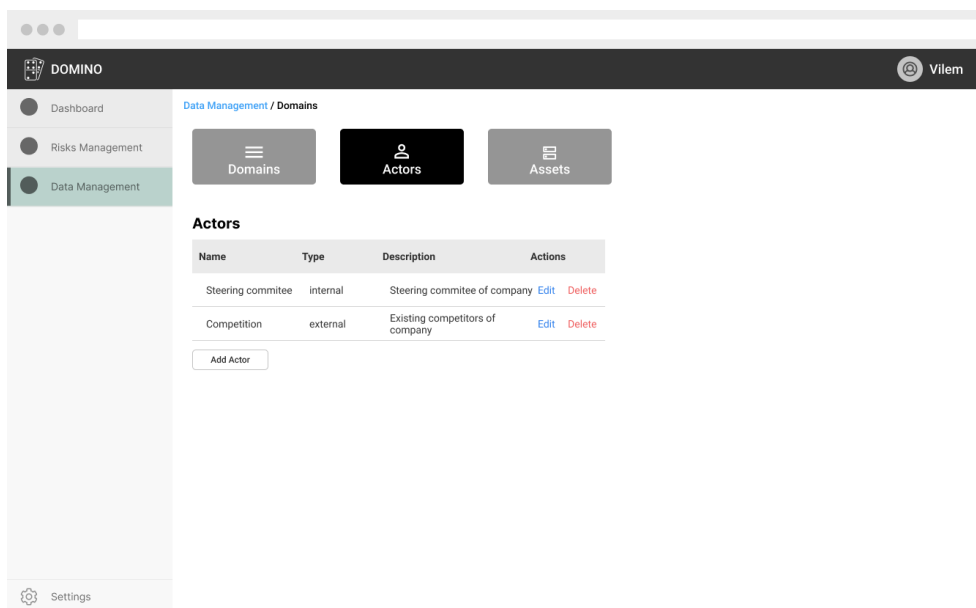 DOMINO
Vilem
Dashboard
Risks Management
Data Management
Settings
Data Management / Domains
Domains
Actors
Assets
Actors
Name Type Description Actions
Steering commitee internal Steering commitee of company Edit Delete
Competition external Existing competitors of
company Edit Delete
Add Actor